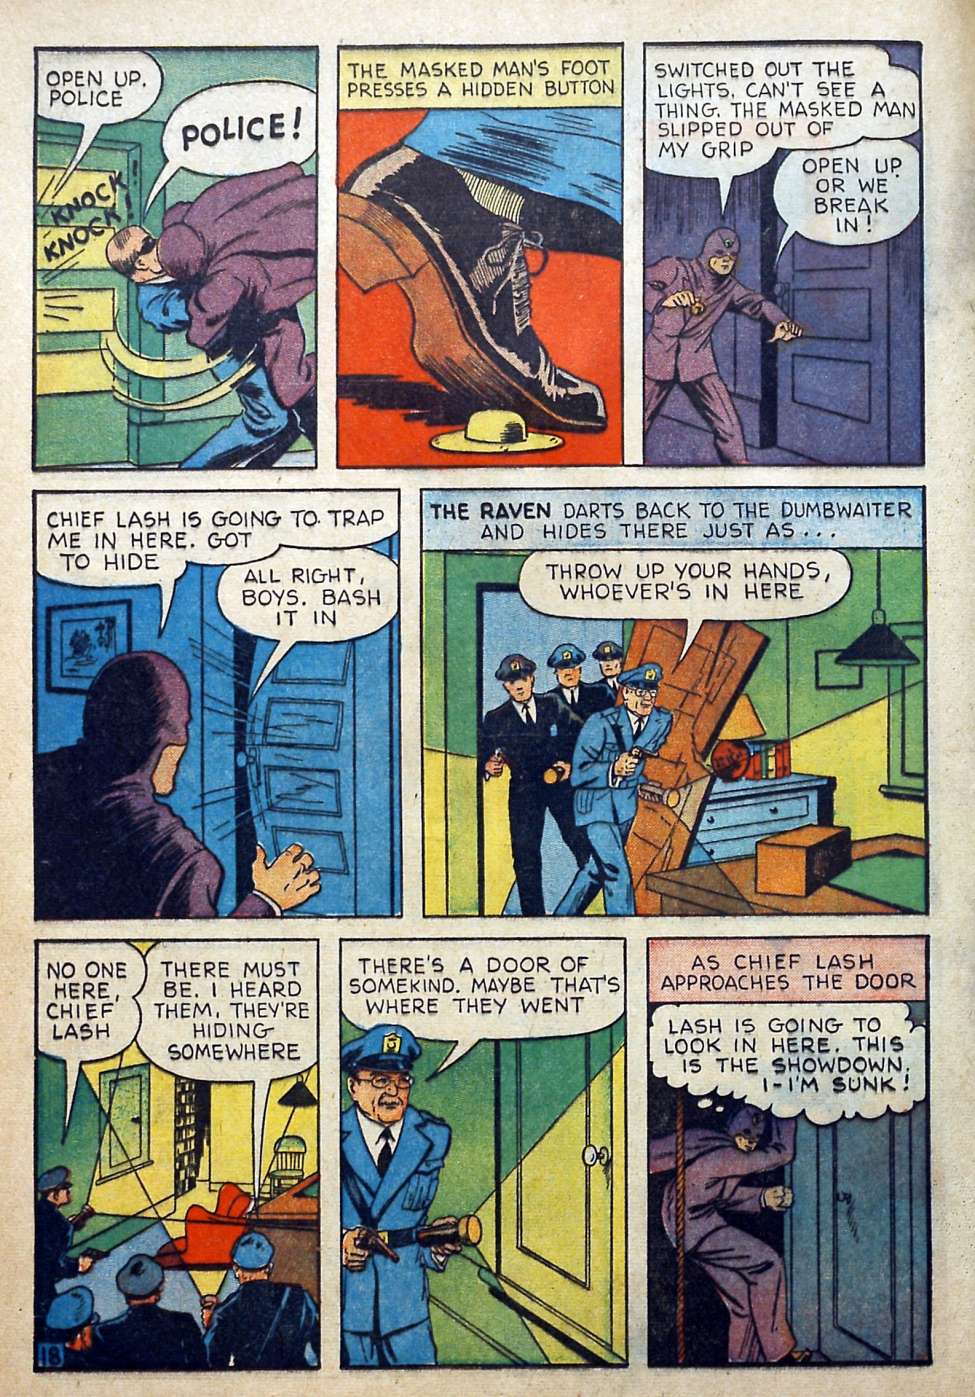 OPEN UP.
POLICE
POLICE!
KNOCK
KNOCK!
THE MASKED MAN'S FOOT
PRESSES A HIDDEN BUTTON
SWITCHED OUT THE
LIGHTS. CAN'T SEE A
THING. THE MASKED MAN
SLIPPED OUT OF
MY GRIP
OPEN UP.
OR WE
BREAK
IN!
CHIEF LASH IS GOING TO TRAP
ME IN HERE. GOT
TO HIDE
ALL RIGHT,
BOYS. BASH
IT IN
THE RAVEN DARTS BACK TO THE DUMBWAITER
AND HIDES THERE JUST AS...
THROW UP YOUR HANDS,
WHOEVER'S IN HERE
NO ONE
HERE,
CHIEF
LASH
THERE MUST
BE. I HEARD
THEM, THEY'RE
HIDING
SOMEWHERE
18
THERE'S A DOOR OF
SOMEKIND. MAYBE THAT'S
WHERE THEY WENT
AS CHIEF LASH
APPROACHES THE DOOR
LASH IS GOING TO
LOOK IN HERE. THIS
IS THE SHOWDOWN.
I-I'M SUNK!